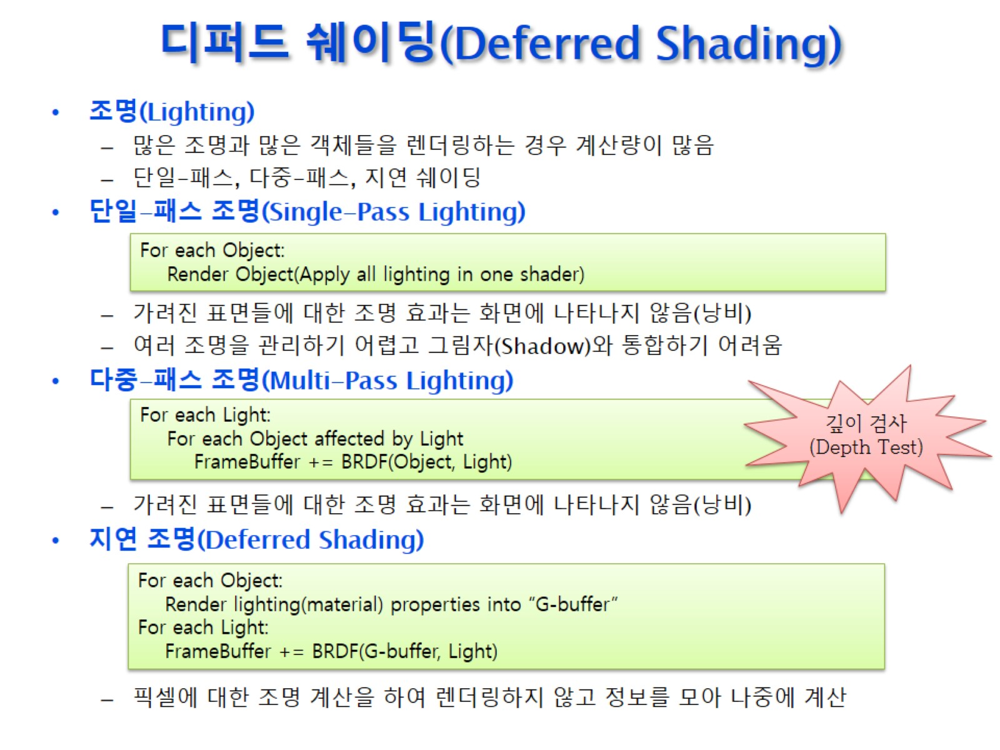 디퍼드 쉐이딩(Deferred Shading)
• 조명(Lighting)
– 많은 조명과 많은 객체들을 렌더링하는 경우 계산량이 많음
– 단일-패스, 다중-패스, 지연 쉐이딩
• 단일-패스 조명(Single-Pass Lighting)
For each Object:
Render Object(Apply all lighting in one shader)
– 가려진 표면들에 대한 조명 효과는 화면에 나타나지 않음(낭비)
– 여러 조명을 관리하기 어렵고 그림자(Shadow)와 통합하기 어려움
• 다중-패스 조명(Multi-Pass Lighting)
For each Light:
For each Object affected by Light
FrameBuffer += BRDF(Object, Light)
깊이 검사
(Depth Test)
– 가려진 표면들에 대한 조명 효과는 화면에 나타나지 않음(낭비)
• 지연 조명(Deferred Shading)
For each Object:
Render lighting(material) properties into “G-buffer”
For each Light:
FrameBuffer += BRDF(G-buffer, Light)
– 픽셀에 대한 조명 계산을 하여 렌더링하지 않고 정보를 모아 나중에 계산